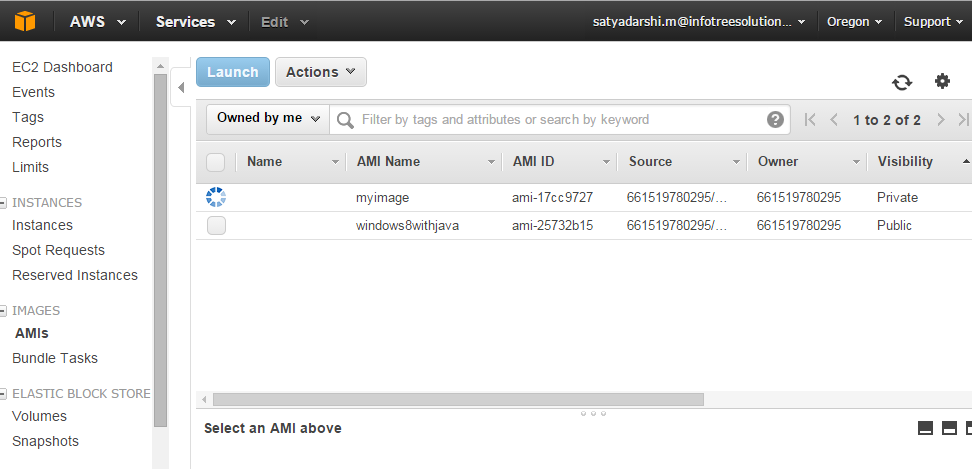 AWS Services Edit satyadarshi.m@infotreesolution... Oregon Support
EC2 Dashboard
Events
Tags
Reports
Limits
INSTANCES
Instances
Spot Requests
Reserved Instances
IMAGES
AMIs
Bundle Tasks
ELASTIC BLOCK STORE
Volumes
Snapshots
Launch Actions
Owned by me Filter by tags and attributes or search by keyword ? 1 to 2 of 2
Name AMI Name AMI ID Source Owner Visibility
myimage ami-17cc9727 661519780295/... 661519780295 Private
windows8withjava ami-25732b15 661519780295/... 661519780295 Public
Select an AMI above